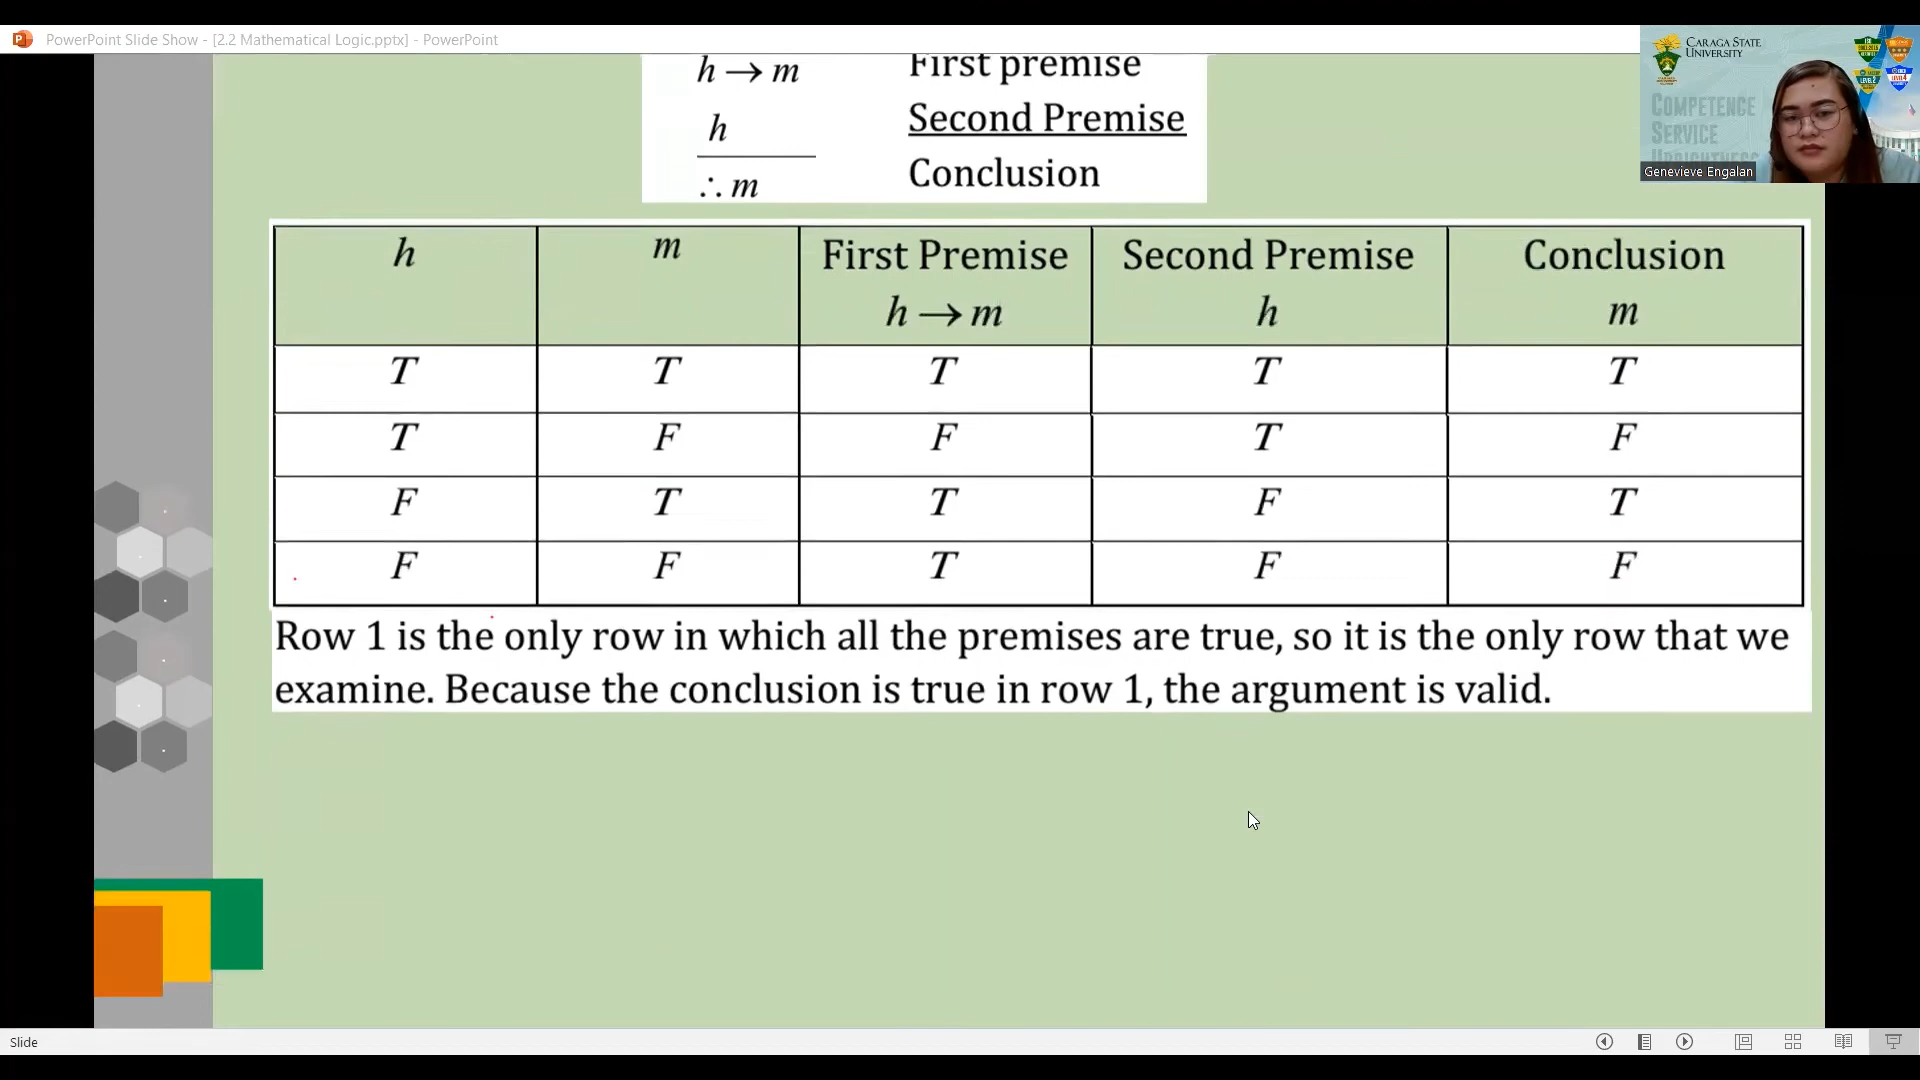 PowerPoint Slide Show - [2.2 Mathematical Logic.pptx] - PowerPoint
CARAGA STATE
UNIVERSITY
COMPETENCE
SERVICE
UPRIGHTNESS
Genevieve Engalan
h → m First premise
h Second Premise
∴ m Conclusion
h m First Premise Second Premise Conclusion
h → m h m
T T T T T
T F F T F
F T T F T
F F T F F
Row 1 is the only row in which all the premises are true, so it is the only row that we
examine. Because the conclusion is true in row 1, the argument is valid.
Slide